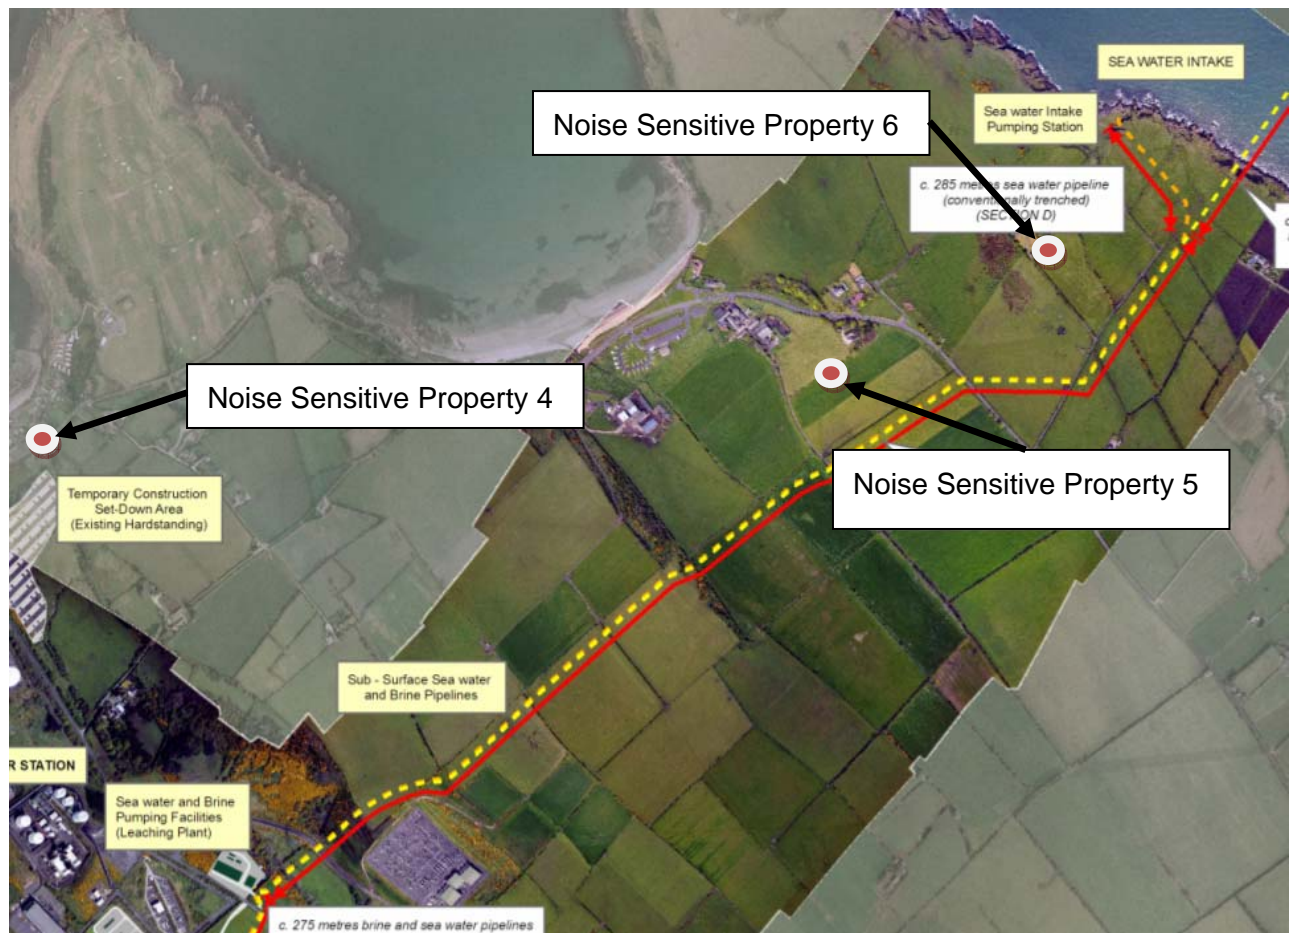 SEA WATER INTAKE
Noise Sensitive Property 6
Sea water Intake
Pumping Station
c. 285 metres sea water pipeline
(conventionally trenched)
(SECTION D)
Noise Sensitive Property 4
Noise Sensitive Property 5
Temporary Construction
Set-Down Area
(Existing Hardstanding)
Sub - Surface Sea water
and Brine Pipelines
R STATION
Sea water and Brine
Pumping Facilities
(Leaching Plant)
c. 275 metres brine and sea water pipelines